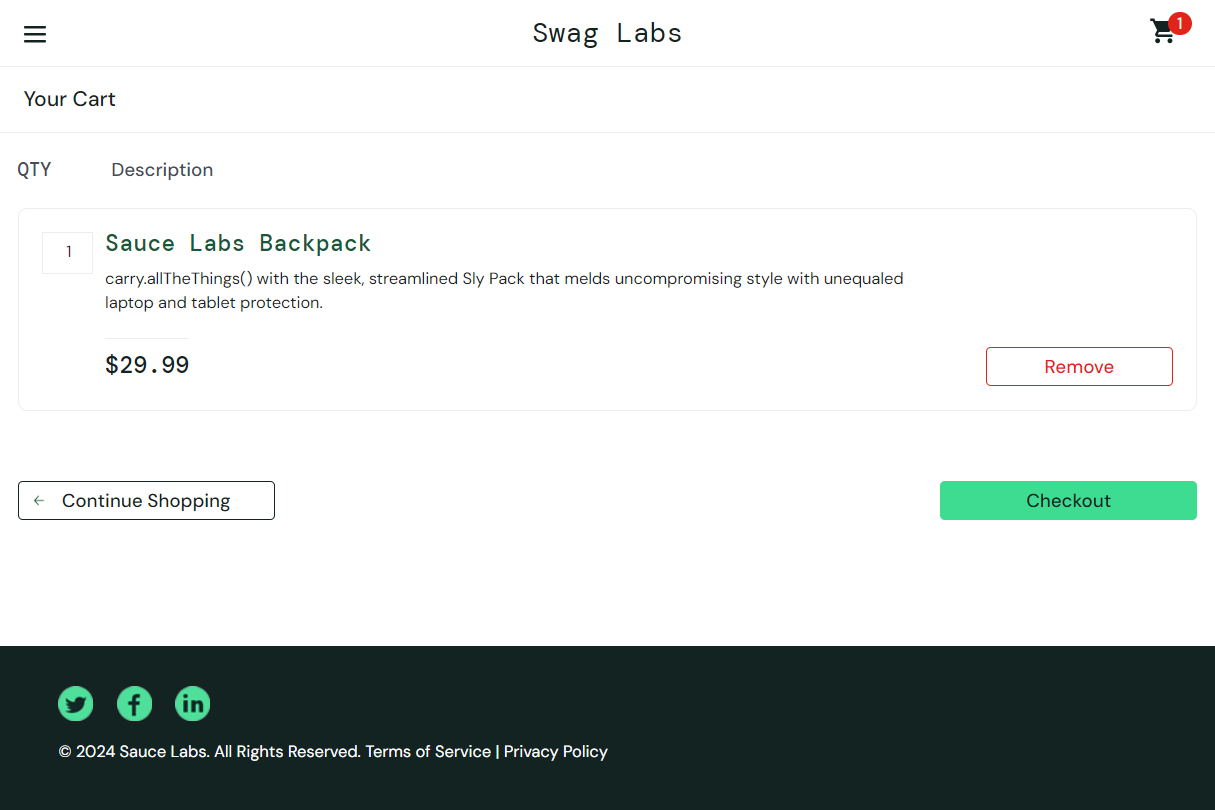 Swag Labs
1
Your Cart
QTY Description
1
Sauce Labs Backpack
carry.allTheThings() with the sleek, streamlined Sly Pack that melds uncompromising style with unequaled
laptop and tablet protection.
$29.99
Remove
Continue Shopping
Checkout
© 2024 Sauce Labs. All Rights Reserved. Terms of Service | Privacy Policy